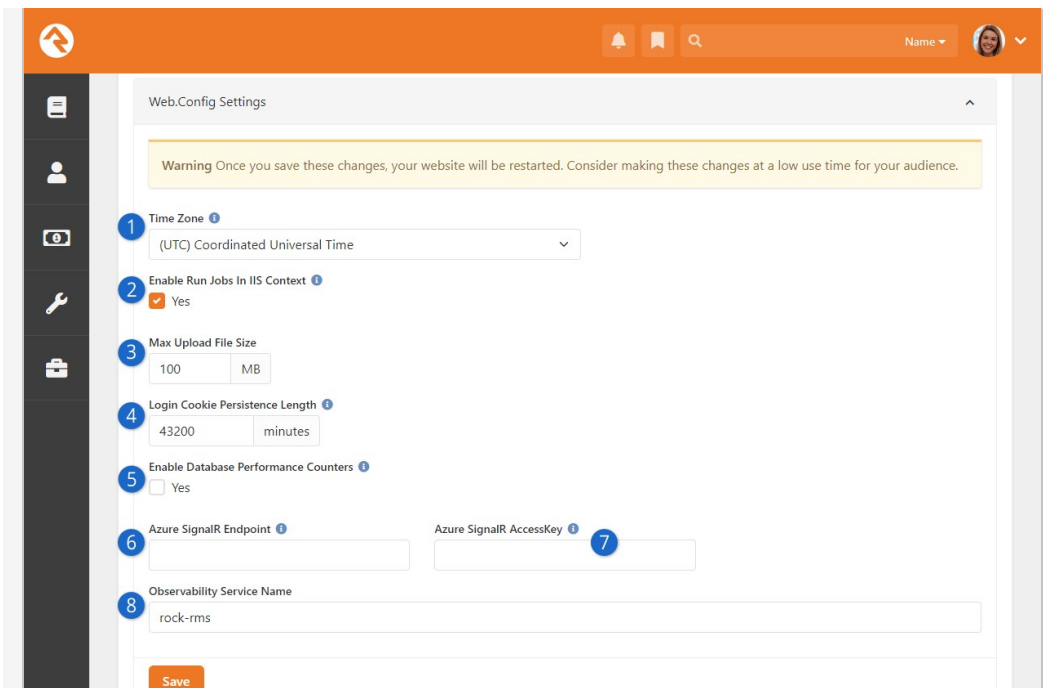 Name
Web.Config Settings
Warning Once you save these changes, your website will be restarted. Consider making these changes at a low use time for your audience.
1 Time Zone
(UTC) Coordinated Universal Time
2 Enable Run Jobs In IIS Context
Yes
3 Max Upload File Size
100 MB
4 Login Cookie Persistence Length
43200 minutes
5 Enable Database Performance Counters
Yes
6 Azure SignalR Endpoint
7 Azure SignalR AccessKey
8 Observability Service Name
rock-rms
Save